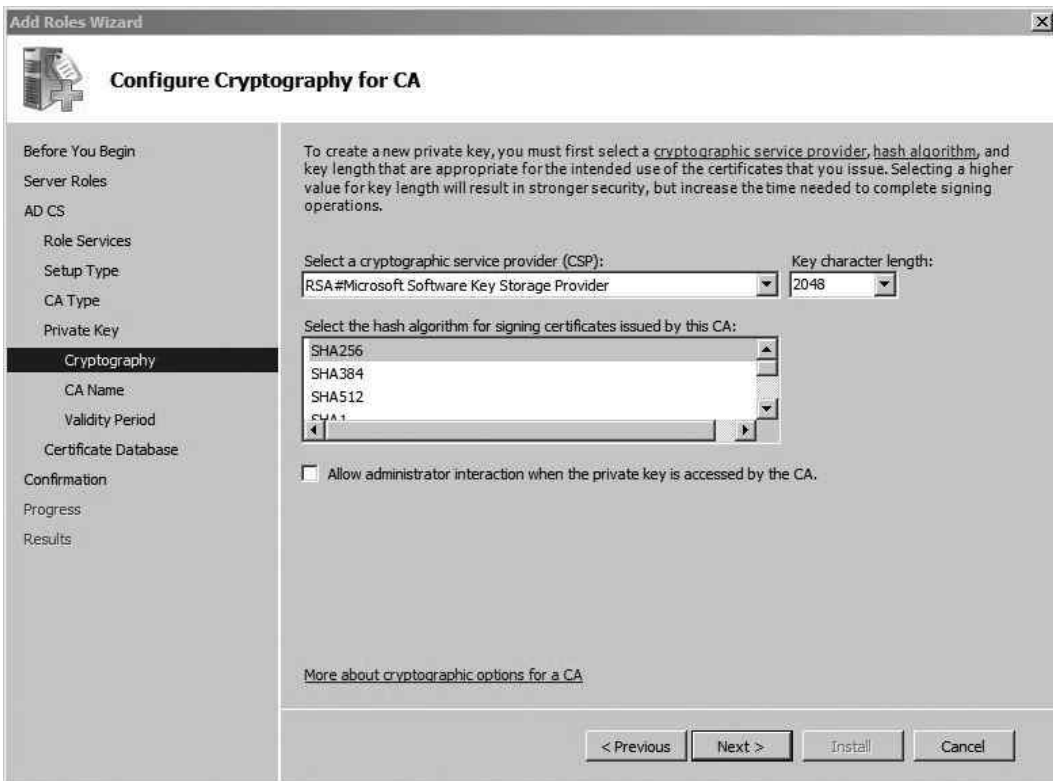 Add Roles Wizard
Configure Cryptography for CA
Before You Begin
Server Roles
AD CS
Role Services
Setup Type
CA Type
Private Key
Cryptography
CA Name
Validity Period
Certificate Database
Confirmation
Progress
Results
To create a new private key, you must first select a cryptographic service provider, hash algorithm, and
key length that are appropriate for the intended use of the certificates that you issue. Selecting a higher
value for key length will result in stronger security, but increase the time needed to complete signing
operations.
Select a cryptographic service provider (CSP):
Key character length:
RSA#Microsoft Software Key Storage Provider
2048
Select the hash algorithm for signing certificates issued by this CA:
SHA256
SHA384
SHA512
SHA1
Allow administrator interaction when the private key is accessed by the CA.
More about cryptographic options for a CA
< Previous
Next >
Install
Cancel